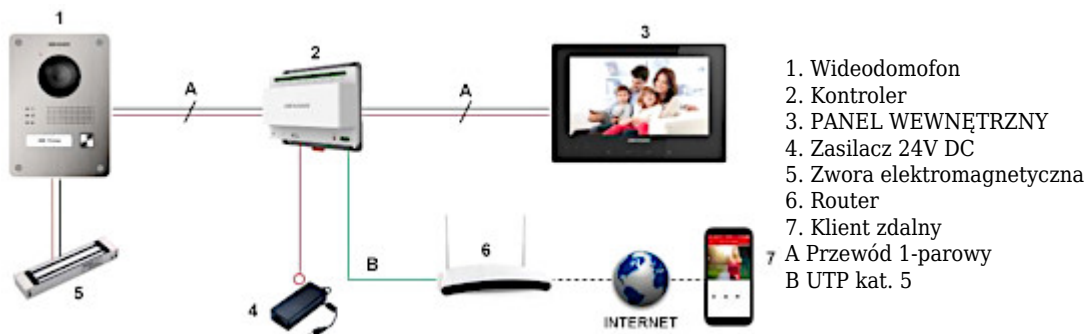 1
2
3
A
A
B
4
5
6
7
INTERNET
1. Wideodomofon
2. Kontroler
3. PANEL WEWNĘTRZNY
4. Zasilacz 24V DC
5. Zwora elektromagnetyczna
6. Router
7. Klient zdalny
A Przewód 1-parowy
B UTP kat. 5